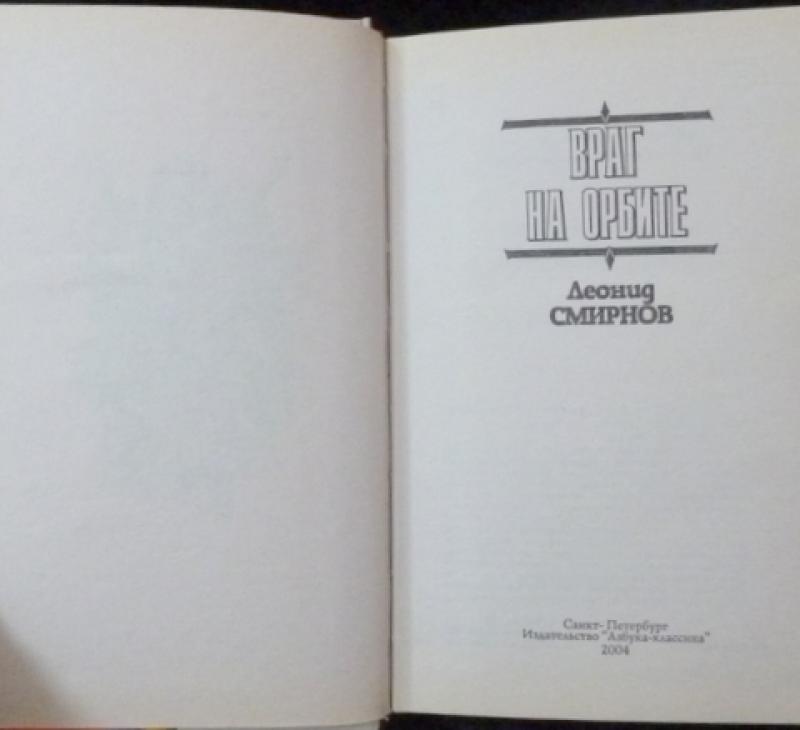 ВРАГ
НА ОРБИТЕ
Леонид
СМИРНОВ
Санкт- Петербург
Издательство "Азбука-классика"
2004